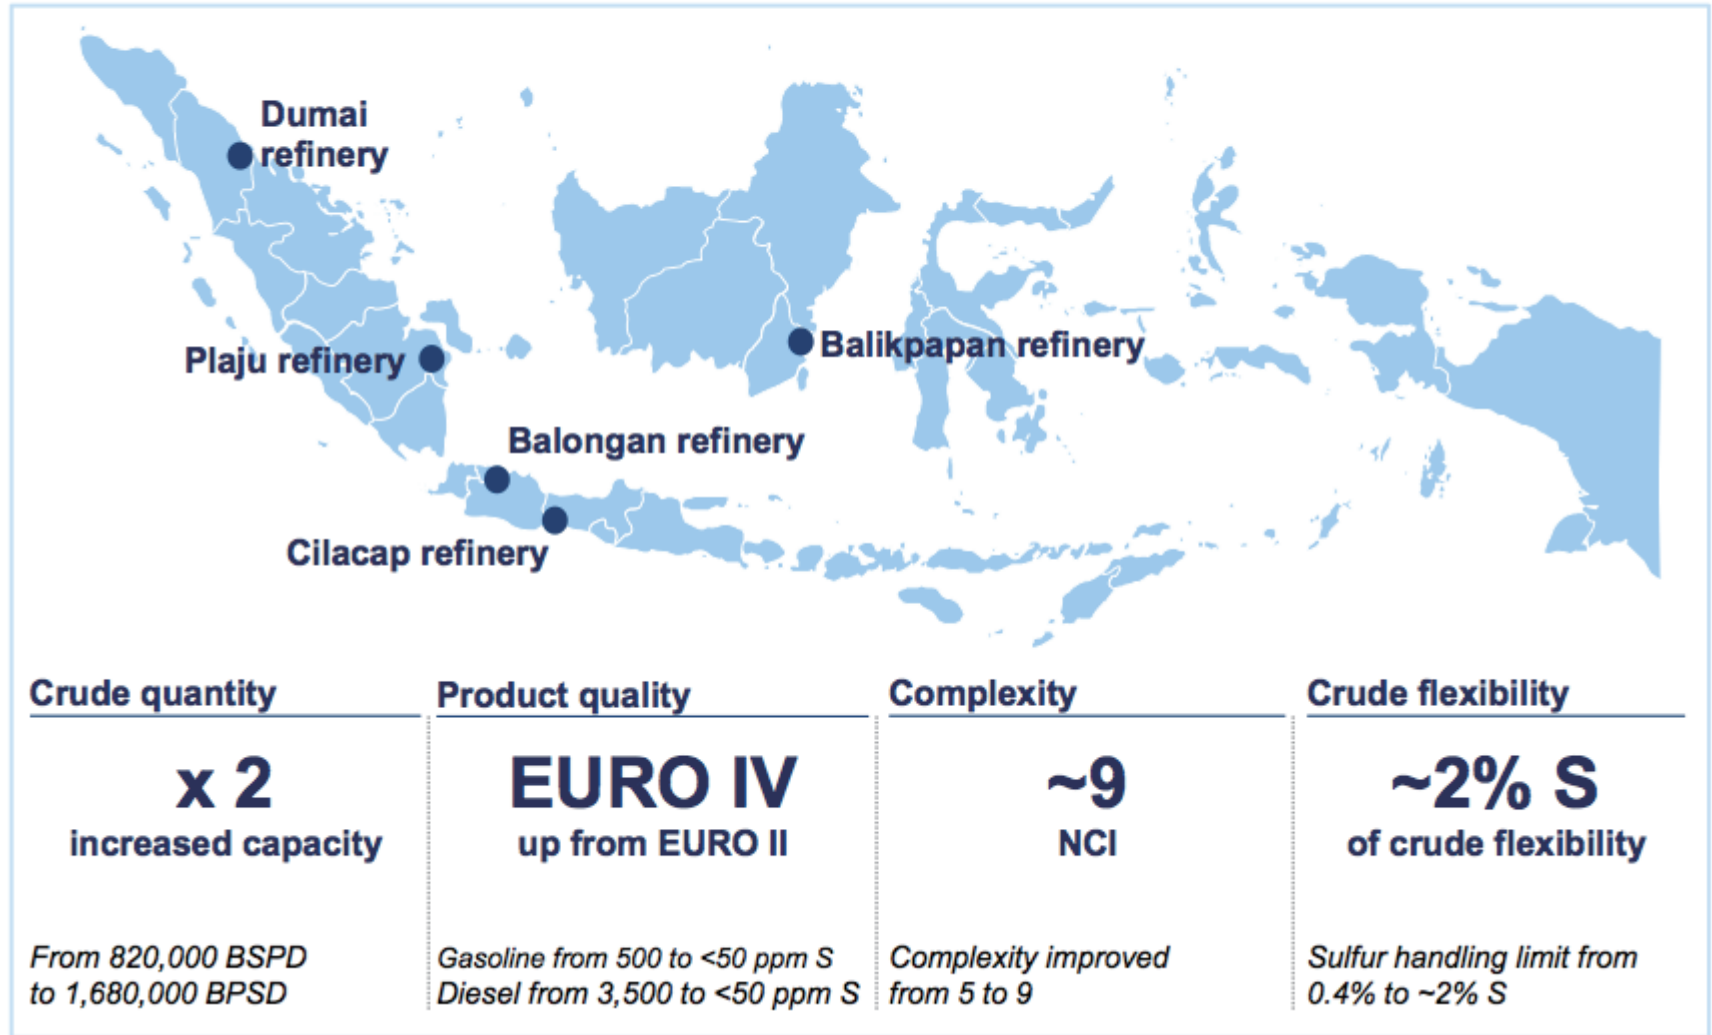 Dumai
refinery
Plaju refinery
Balikpapan refinery
Balongan refinery
Cilacap refinery
Crude quantity
x 2
increased capacity
From 820,000 BSPD
to 1,680,000 BPSD
Product quality
EURO IV
up from EURO II
Gasoline from 500 to <50 ppm S
Diesel from 3,500 to <50 ppm S
Complexity
~9
NCI
Complexity improved
from 5 to 9
Crude flexibility
~2% S
of crude flexibility
Sulfur handling limit from
0.4% to ~2% S